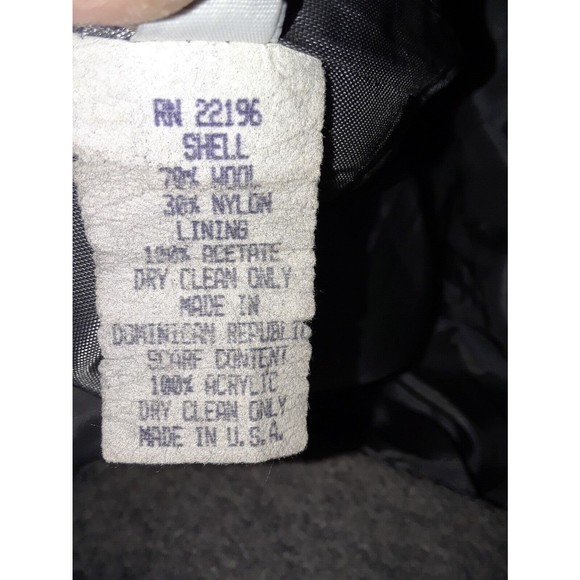 RN 22196
SHELL
70% WOOL
30% NYLON
LINING
100% ACETATE
DRY CLEAN ONLY
MADE IN
DOMINICAN REPUBLIC
SCARF CONTENT
100% ACRYLIC
DRY CLEAN ONLY
MADE IN U.S.A.